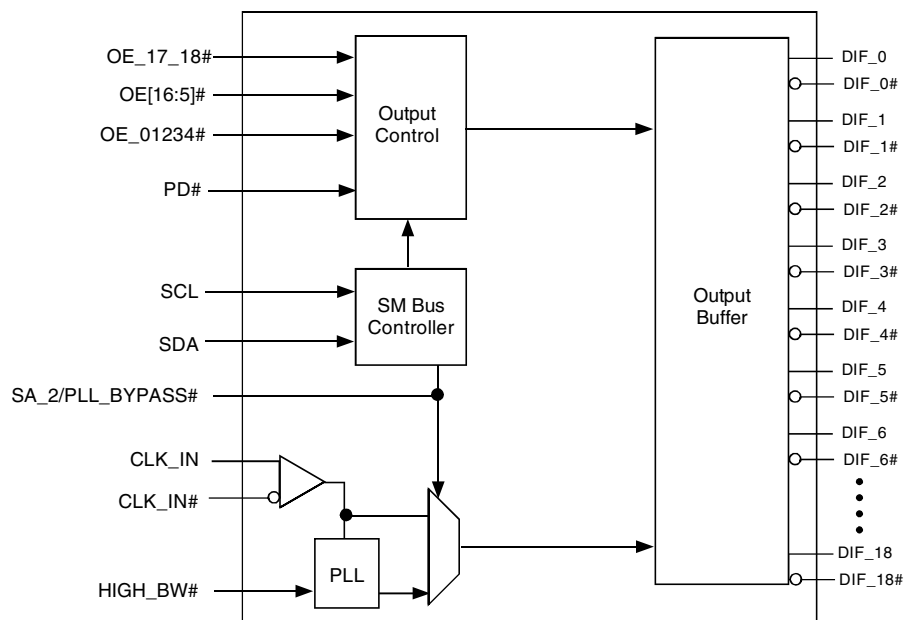 OE_17_18#
OE[16:5]#
OE_01234#
PD#
Output
Control
SCL
SDA
SM Bus
Controller
SA_2/PLL_BYPASS#
CLK_IN
CLK_IN#
HIGH_BW#
PLL
Output
Buffer
DIF_0
DIF_0#
DIF_1
DIF_1#
DIF_2
DIF_2#
DIF_3
DIF_3#
DIF_4
DIF_4#
DIF_5
DIF_5#
DIF_6
DIF_6#
DIF_18
DIF_18#